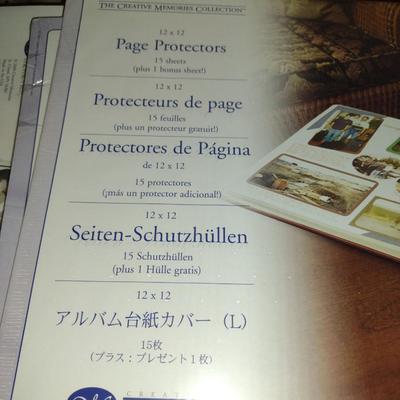 THE CREATIVE MEMORIES COLLECTION
12 x 12
Page Protectors
15 sheets
(plus 1 bonus sheet!)
12 x 12
Protecteurs de page
15 feuilles
(plus un protecteur gratuit!)
Protectores de Página
de 12 x 12
15 protectores
(¡más un protector adicional!)
12 x 12
Seiten-Schutzhüllen
15 Schutzhüllen
(plus 1 Hülle gratis)
12 x 12
アルバム台紙カバー（L）
15枚
（プラス：プレゼント1枚）